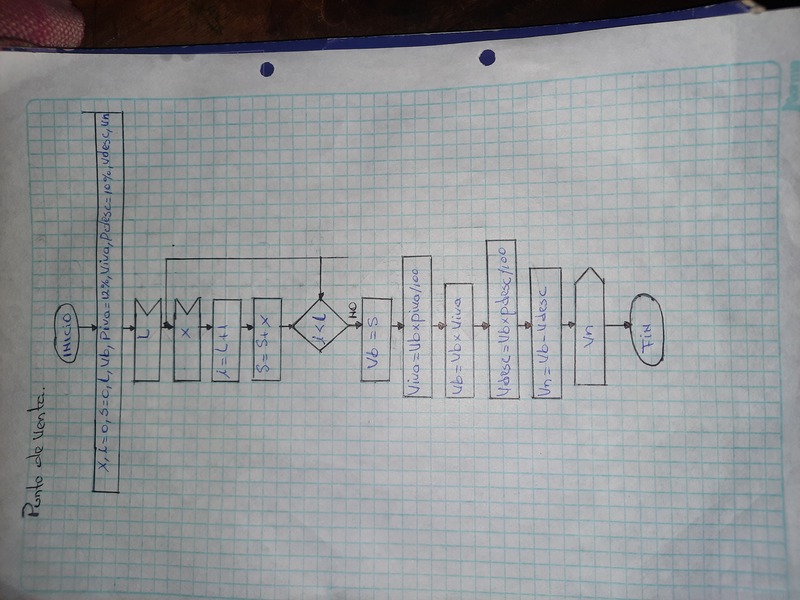 Punto de venta.
INICIO
X, i=0, S=0, L, Vb, Piva=12%, Viva, Pdesc=10%, Vdesc, Vn
L
X
i=L+1
S=S+X
i<L
NO
Vb=S
Viva=Vb×piva/100
Vb=Vb×Viva
Vdesc=Vb×pdesc/100
Vn=Vb-Vdesc
Vn
FIN
Norma